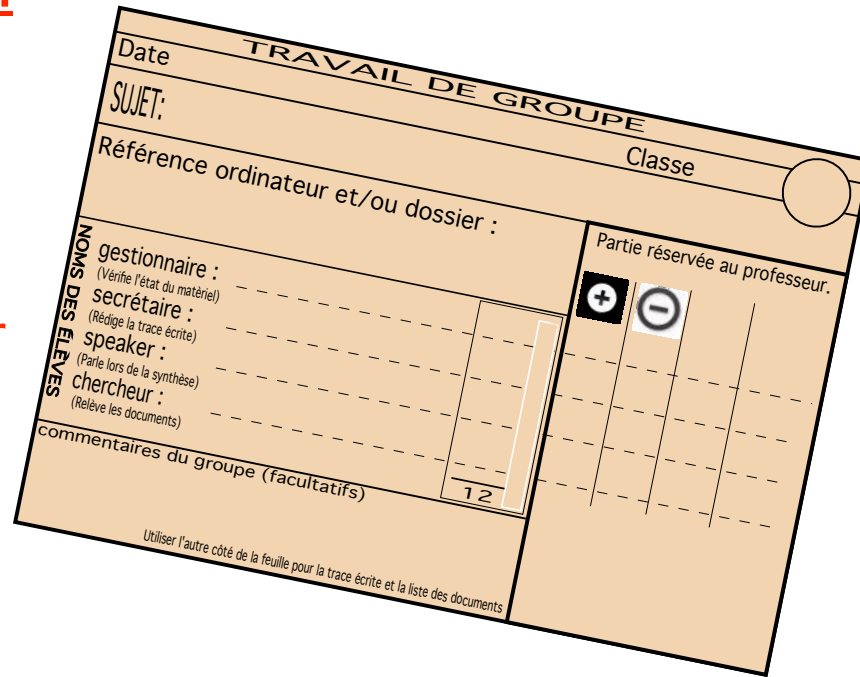 TRAVAIL DE GROUPE
Date
Classe
SUJET:
Référence ordinateur et/ou dossier :
Partie réservée au professeur.
NOMS DES ÉLÈVES
gestionnaire :
(Vérifie l'état du matèriel)
secrétaire :
(Rédige la trace écrite)
speaker :
(Parle lors de la synthèse)
chercheur :
(Relève les documents)
12
commentaires du groupe (facultatifs)
Utiliser l'autre côté de la feuille pour la trace écrite et la liste des documents